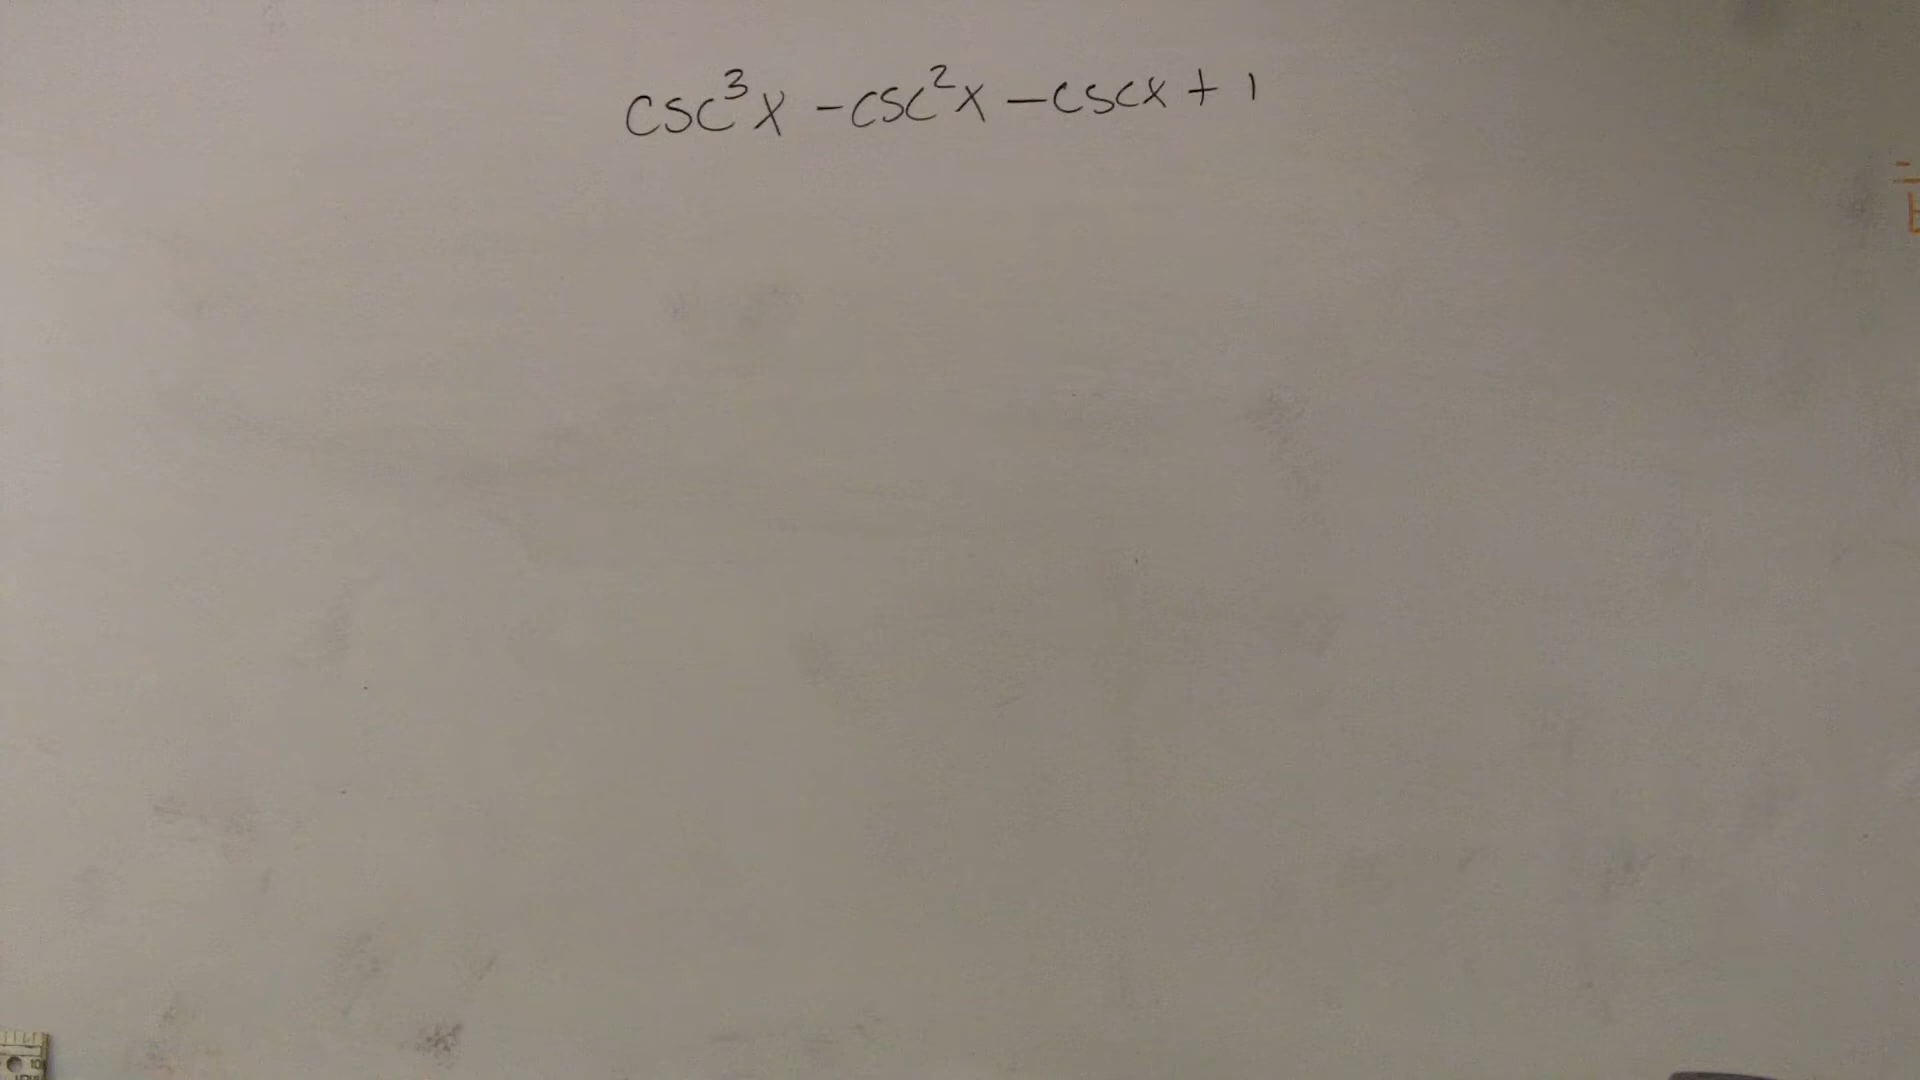 csc³x - csc²x - cscx + 1